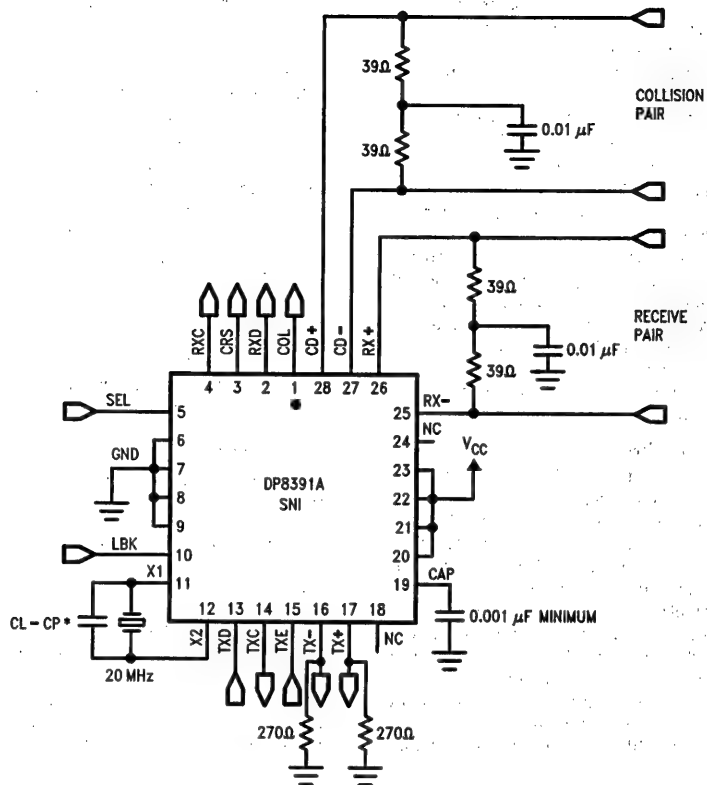 39Ω
COLLISION
PAIR
0.01 μF
39Ω
RXC
CRS
RXD
COL
CD+
CD-
RX+
39Ω
RECEIVE
PAIR
0.01 μF
39Ω
4 3 2 1 28 27 26
SEL
5
25
RX-
NC
6
24
GND
VCC
7
23
8
22
9
21
DP8391A
SNI
LBK
10
20
X1
11
19
CAP
CL-CP*
12 13 14 15 16 17 18
0.001 μF MINIMUM
X2
TXD
TXC
TXE
TX-
TX+
NC
20 MHz
270Ω
270Ω